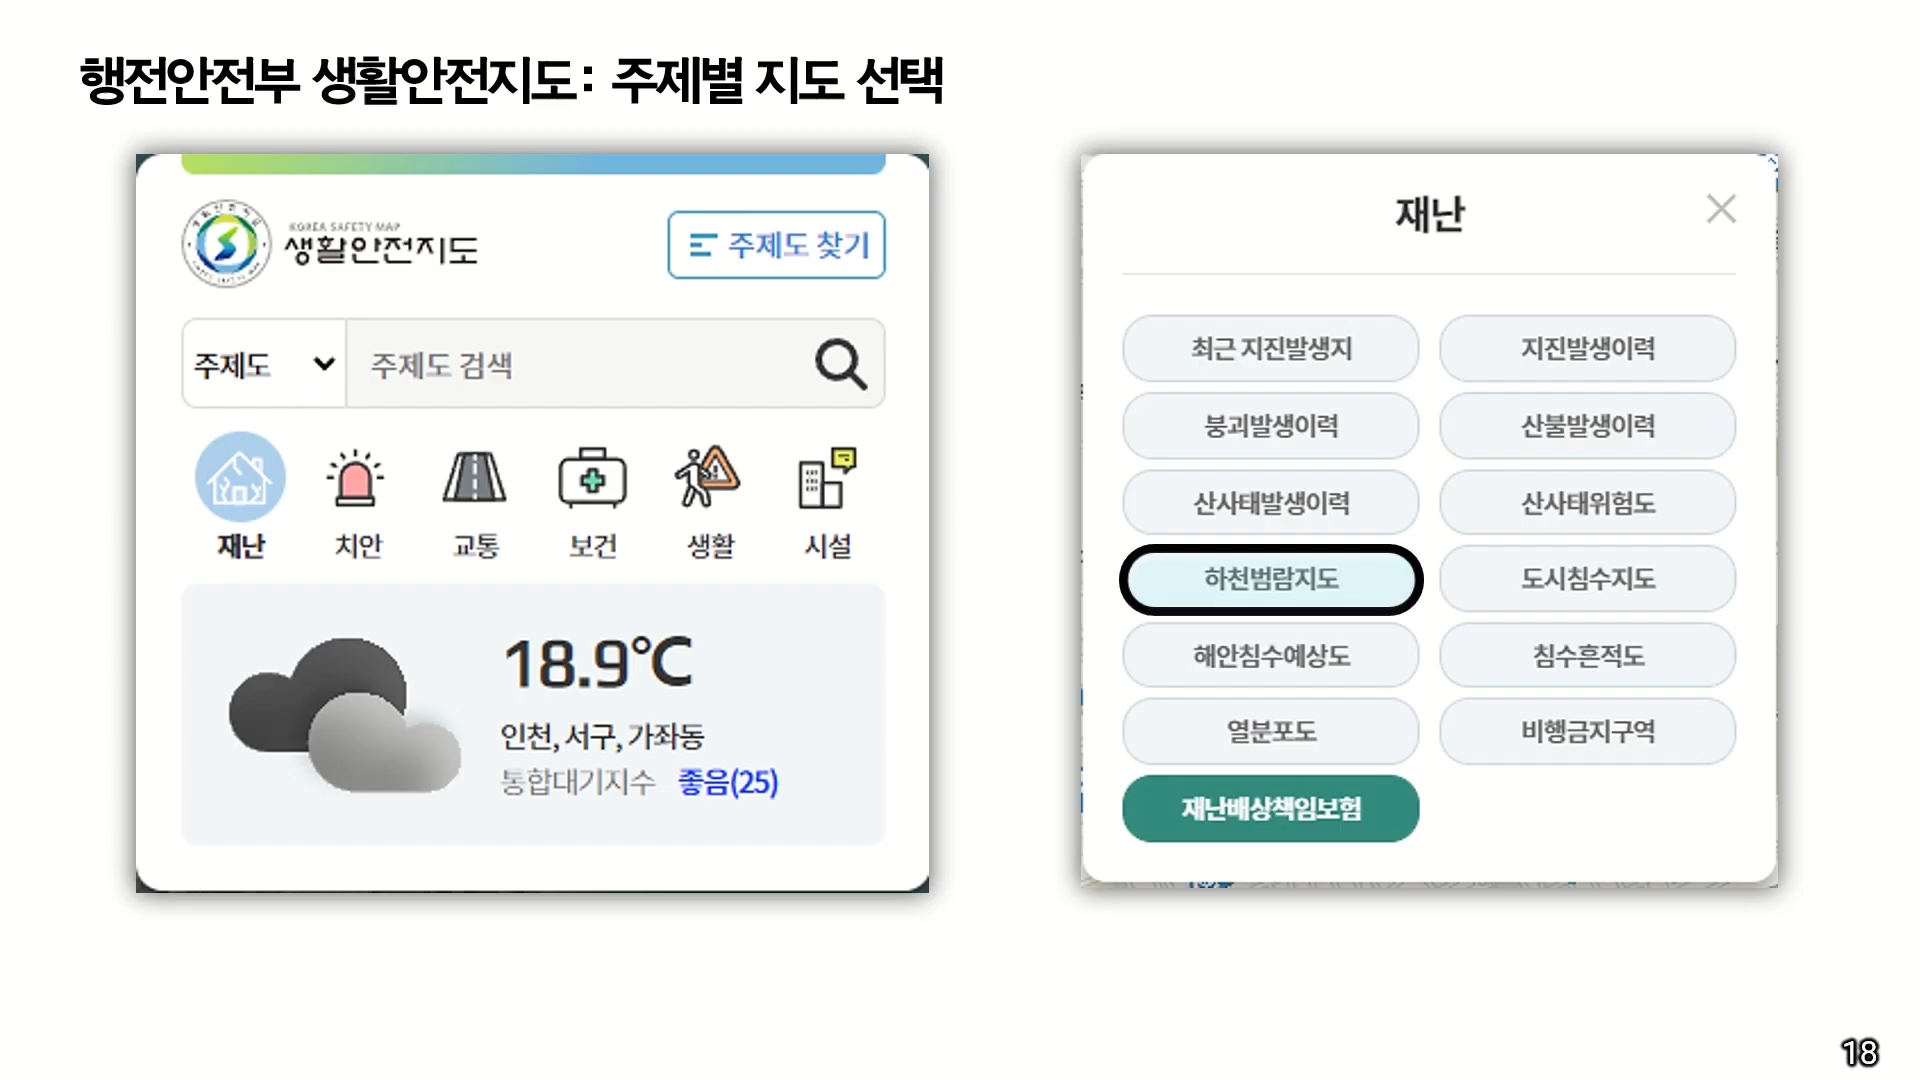 행전안전부 생활안전지도: 주제별 지도 선택
KOREA SAFETY MAP
생활안전지도
주제도 찾기
주제도
주제도 검색
재난
치안
교통
보건
생활
시설
18.9℃
인천, 서구, 가좌동
통합대기지수 좋음(25)
재난
최근 지진발생지
지진발생이력
붕괴발생이력
산불발생이력
산사태발생이력
산사태위험도
하천범람지도
도시침수지도
해안침수예상도
침수흔적도
열분포도
비행금지구역
재난배상책임보험
18